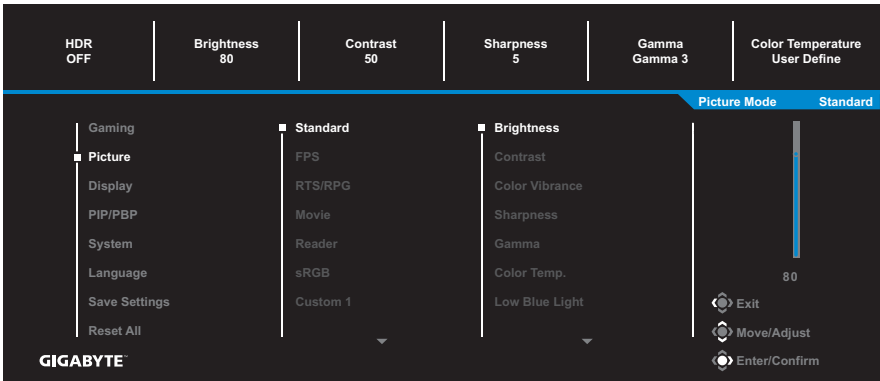 HDR
OFF
Brightness
80
Contrast
50
Sharpness
5
Gamma
Gamma 3
Color Temperature
User Define
Picture Mode Standard
Gaming
Picture
Display
PIP/PBP
System
Language
Save Settings
Reset All
Standard
FPS
RTS/RPG
Movie
Reader
sRGB
Custom 1
Brightness
Contrast
Color Vibrance
Sharpness
Gamma
Color Temp.
Low Blue Light
80
Exit
Move/Adjust
Enter/Confirm
GIGABYTE™